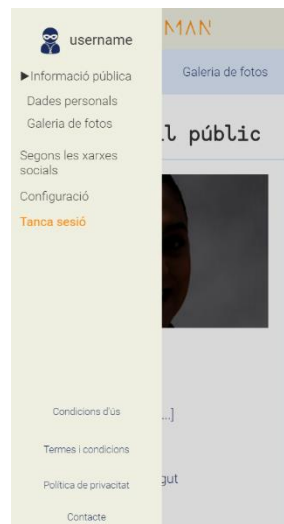 username
MAN
►Informació pública
Galeria de fotos
Dades personals
Galeria de fotos
l públic
Segons les xarxes
socials
Configuració
Tanca sesió
Condicions d'ús
...]
Termes i condicions
Política de privacitat
gut
Contacte